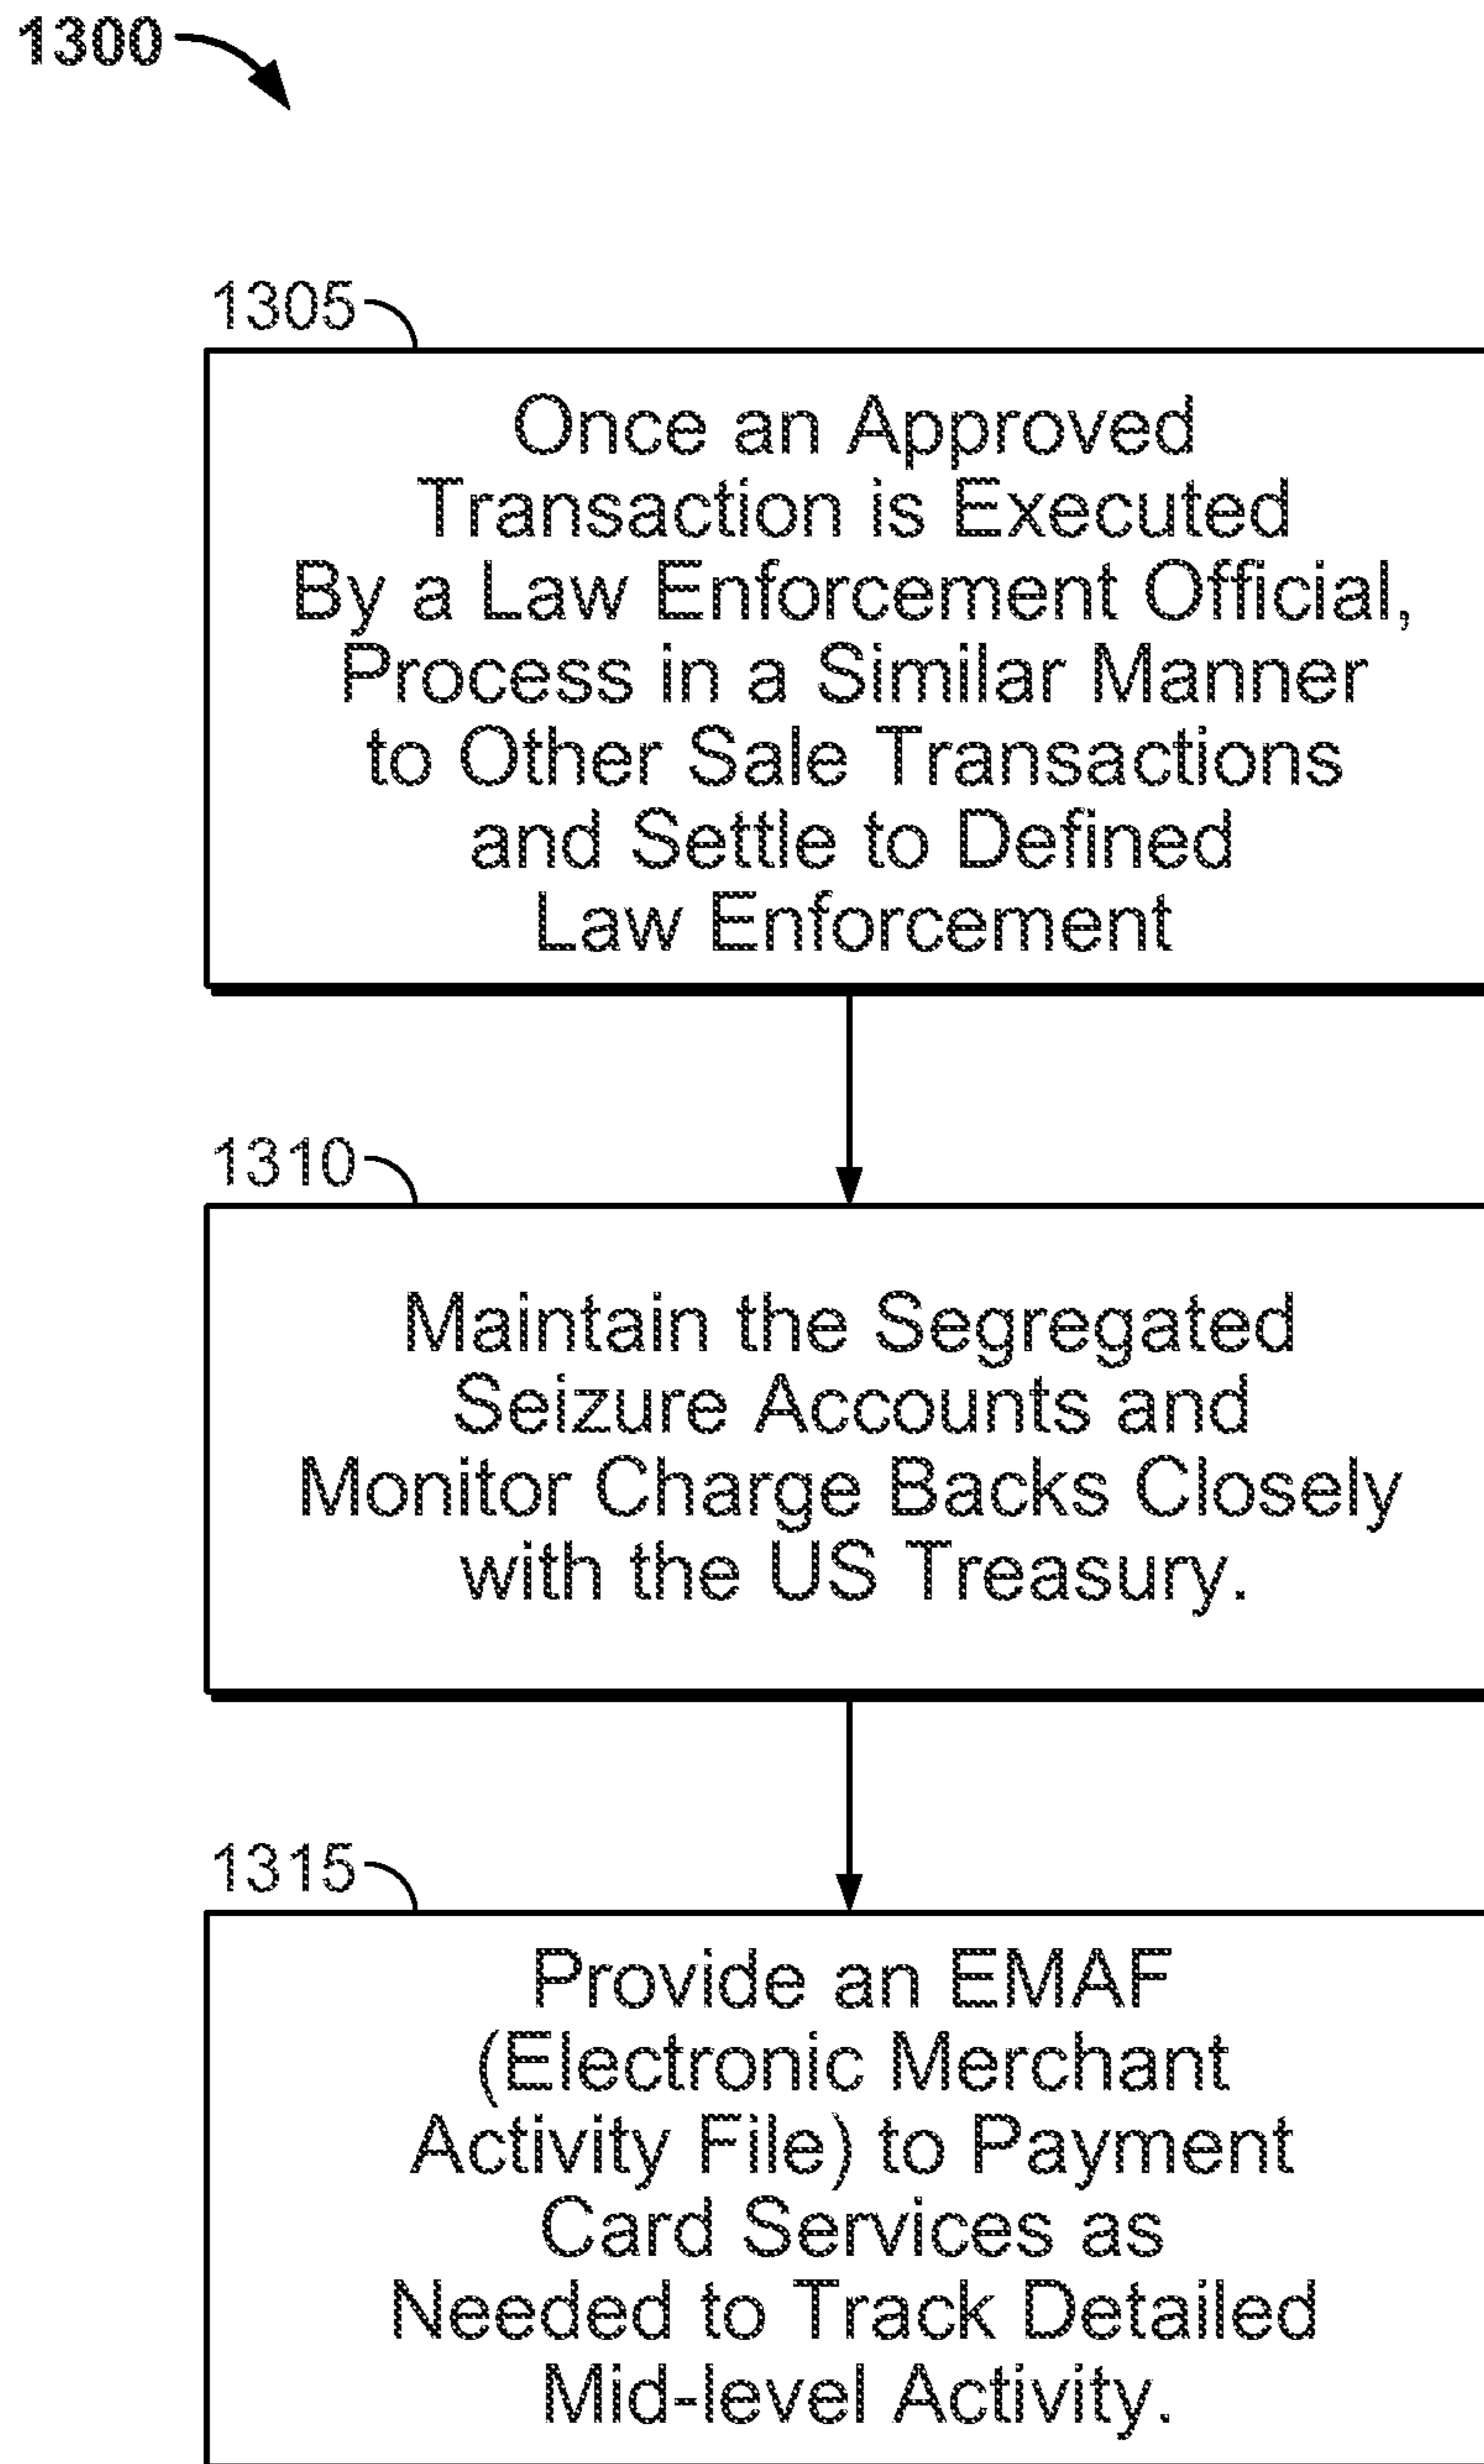 1300
1305
Once an Approved
Transaction is Executed
By a Law Enforcement Official,
Process in a Similar Manner
to Other Sale Transactions
and Settle to Defined
Law Enforcement
1310
Maintain the Segregated
Seizure Accounts and
Monitor Charge Backs Closely
with the US Treasury.
1315
Provide an EMAF
(Electronic Merchant
Activity File) to Payment
Card Services as
Needed to Track Detailed
Mid-level Activity.